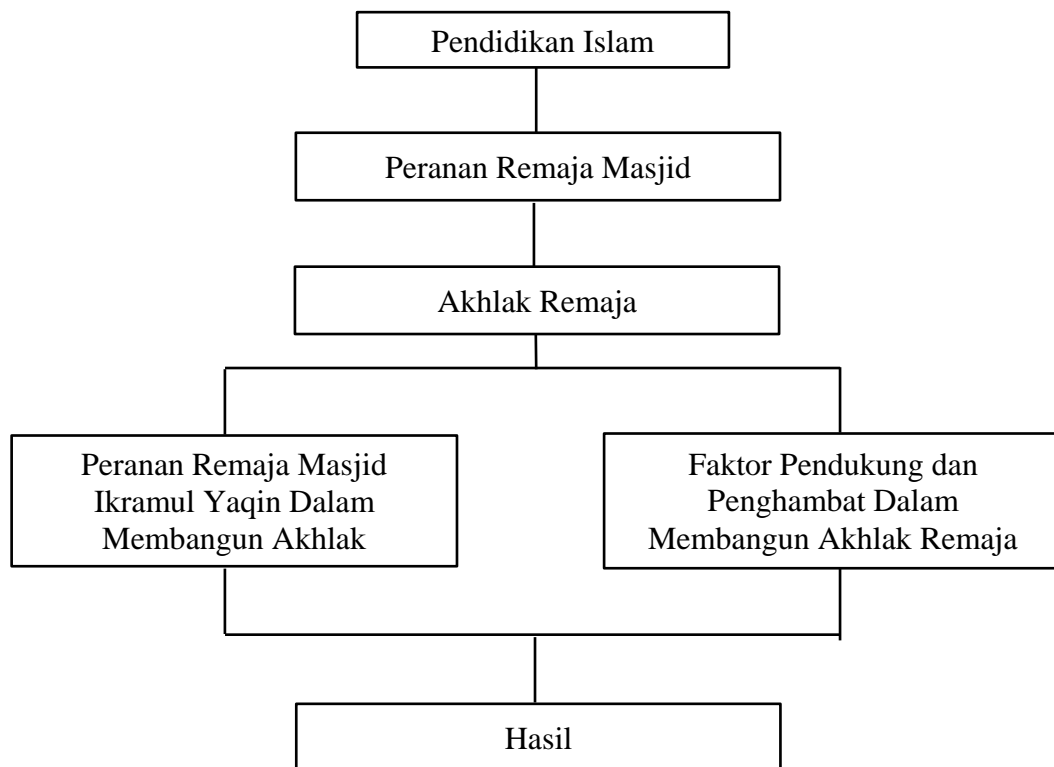 Pendidikan Islam
Peranan Remaja Masjid
Akhlak Remaja
Peranan Remaja Masjid
Ikramul Yaqin Dalam
Membangun Akhlak
Faktor Pendukung dan
Penghambat Dalam
Membangun Akhlak Remaja
Hasil